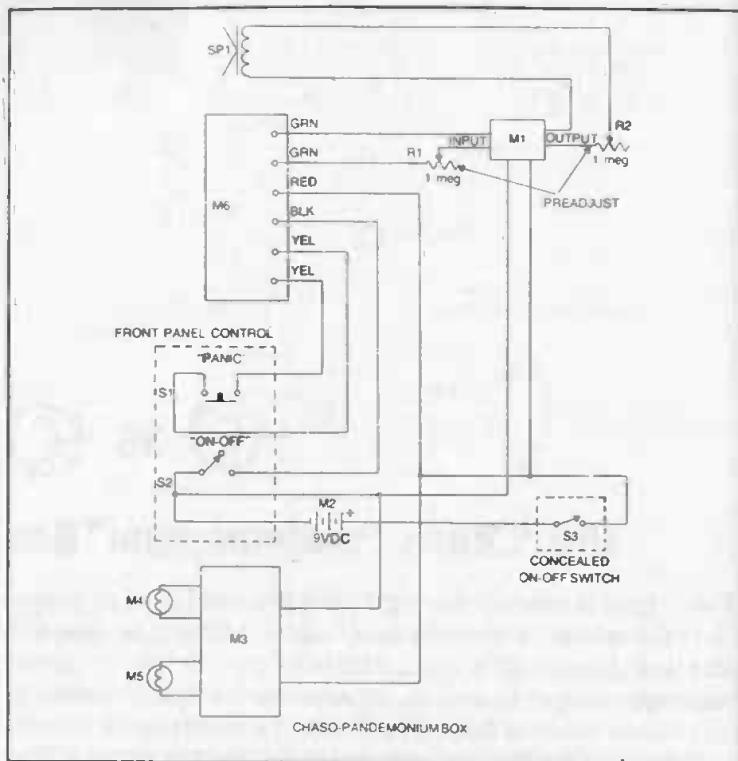 SP1
GRN
GRN
RED
BLK
YEL
YEL
M6
R1
1 meg
INPUT
M1
OUTPUT
R2
1 meg
PREADJUST
FRONT PANEL CONTROL
"PANIC"
S1
"ON-OFF"
S2
M2
+
9VDC
S3
CONCEALED
ON-OFF SWITCH
M4
M3
M5
CHASO-PANDEMONIUM BOX